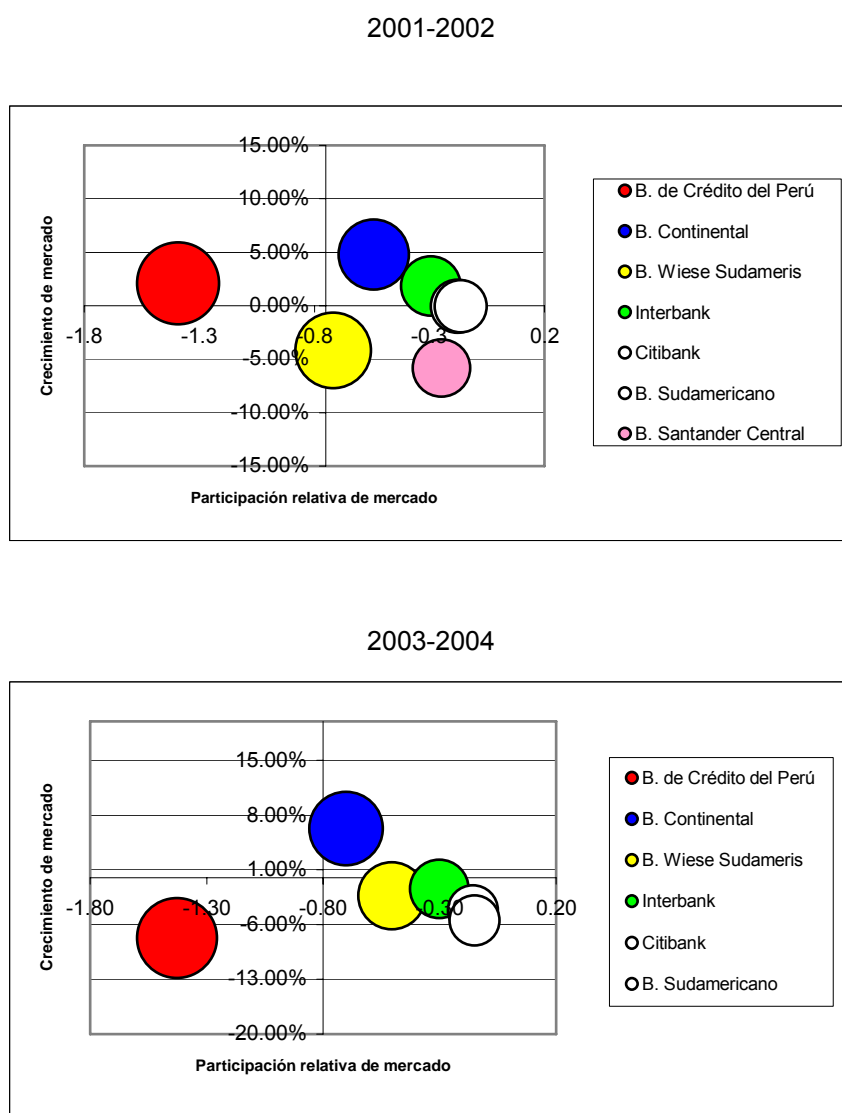 2001-2002
15.00%
10.00%
5.00%
0.00%
-1.8 -1.3 -0.8 -0.3 0.2
-5.00%
-10.00%
-15.00%
Crecimiento de mercado
Participación relativa de mercado
B. de Crédito del Perú
B. Continental
B. Wiese Sudameris
Interbank
Citibank
B. Sudamericano
B. Santander Central
2003-2004
15.00%
8.00%
1.00%
-1.80 -1.30 -0.80 -0.30 0.20
-6.00%
-13.00%
-20.00%
Crecimiento de mercado
Participación relativa de mercado
B. de Crédito del Perú
B. Continental
B. Wiese Sudameris
Interbank
Citibank
B. Sudamericano